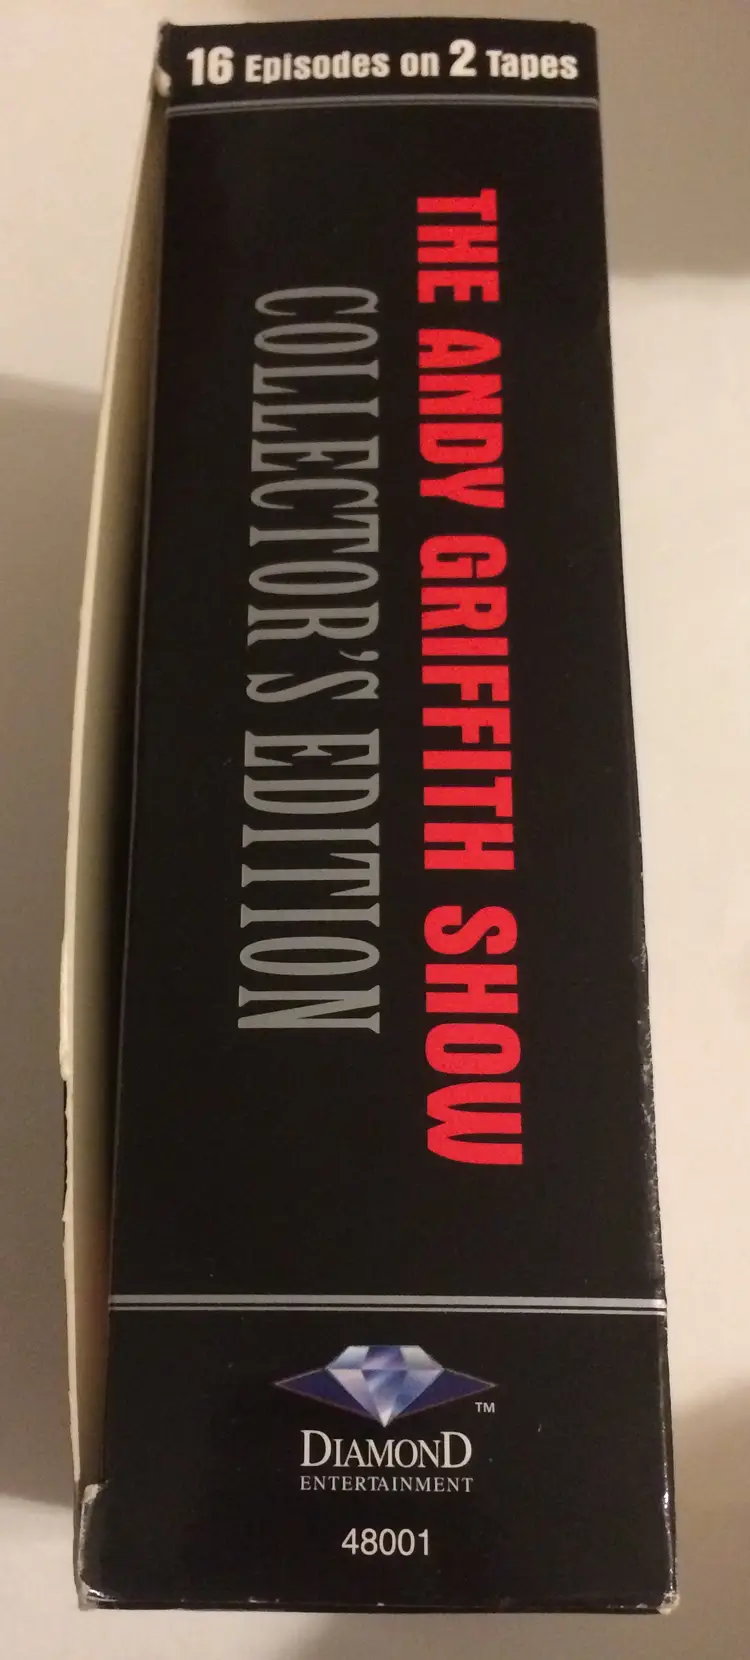 16 Episodes on 2 Tapes
THE ANDY GRIFFITH SHOW
COLLECTOR'S EDITION
TM
DIAMOND
ENTERTAINMENT
48001